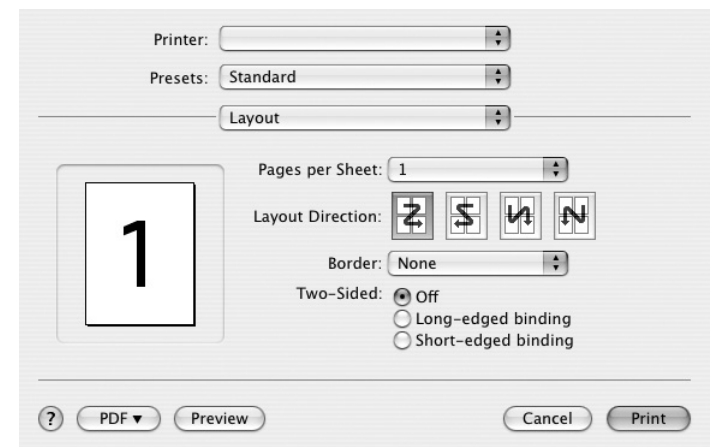 Printer:
Presets: Standard
Layout
Pages per Sheet: 1
Layout Direction:
1
Border: None
Two-Sided: Off
Long-edged binding
Short-edged binding
? PDF▼ Preview Cancel Print